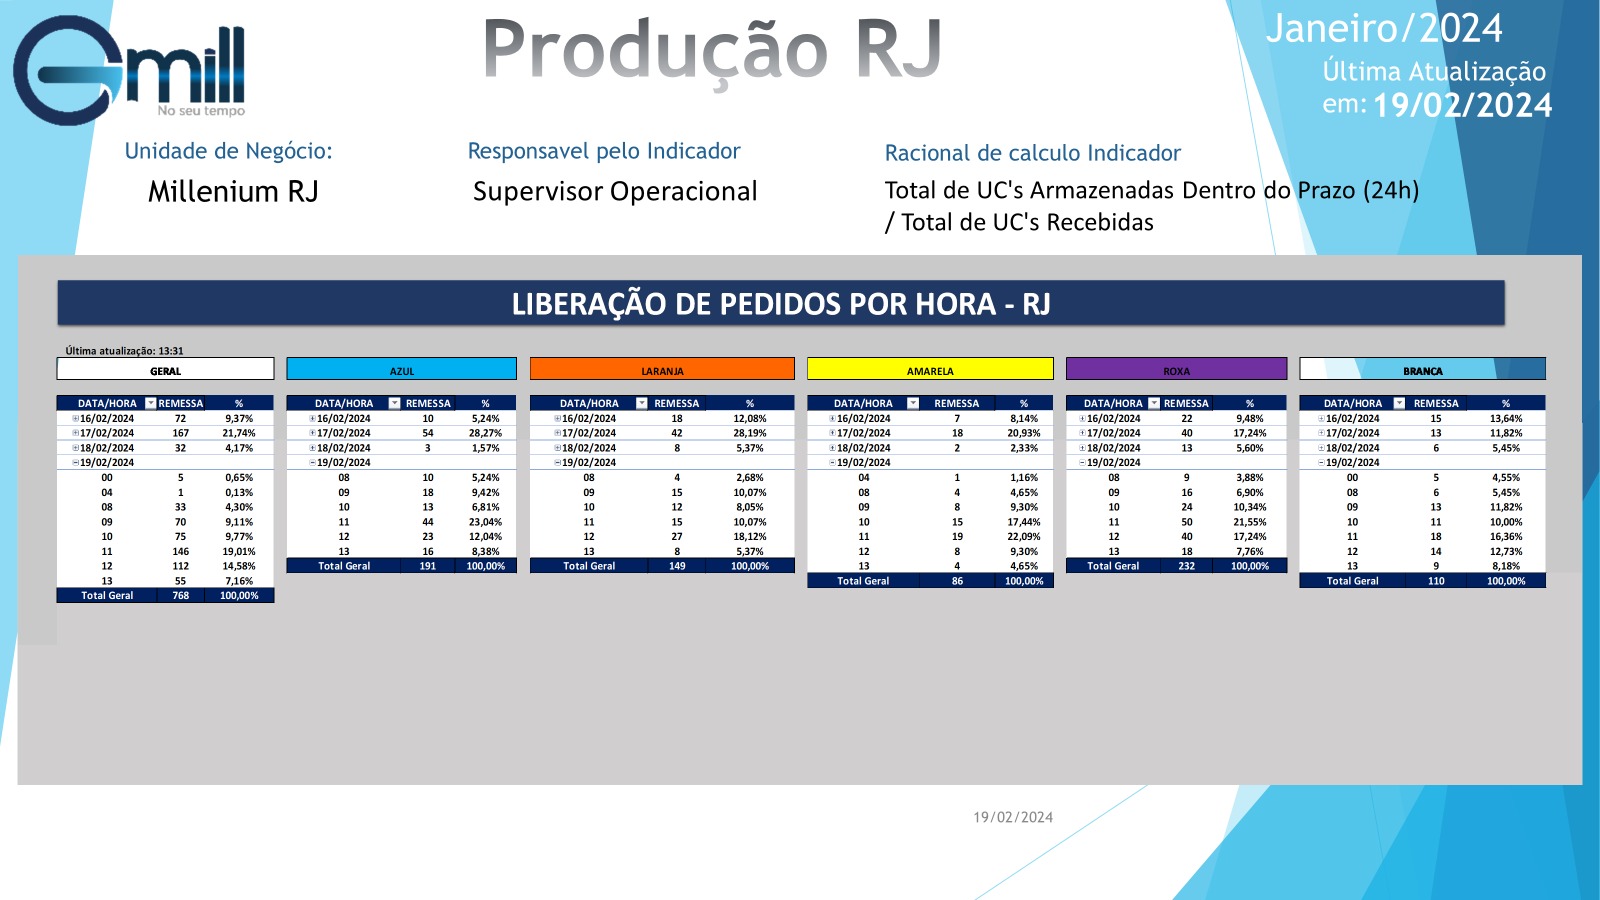 Gmill
No seu tempo
Produção RJ
Janeiro/2024
Última Atualização
em: 19/02/2024
Unidade de Negócio:
Millenium RJ
Responsavel pelo Indicador
Supervisor Operacional
Racional de calculo Indicador
Total de UC's Armazenadas Dentro do Prazo (24h)
/ Total de UC's Recebidas
LIBERAÇÃO DE PEDIDOS POR HORA - RJ
Última atualização: 13:31
GERAL
DATA/HORA REMESSA %
16/02/2024 72 9,37%
17/02/2024 167 21,74%
18/02/2024 32 4,17%
19/02/2024
00 5 0,65%
04 1 0,13%
08 33 4,30%
09 70 9,11%
10 75 9,77%
11 146 19,01%
12 112 14,58%
13 55 7,16%
Total Geral 768 100,00%
AZUL
DATA/HORA REMESSA %
16/02/2024 10 5,24%
17/02/2024 54 28,27%
18/02/2024 3 1,57%
19/02/2024
08 10 5,24%
09 18 9,42%
10 13 6,81%
11 44 23,04%
12 23 12,04%
13 16 8,38%
Total Geral 191 100,00%
LARANJA
DATA/HORA REMESSA %
16/02/2024 18 12,08%
17/02/2024 42 28,19%
18/02/2024 8 5,37%
19/02/2024
08 4 2,68%
09 15 10,07%
10 12 8,05%
11 15 10,07%
12 27 18,12%
13 8 5,37%
Total Geral 149 100,00%
AMARELA
DATA/HORA REMESSA %
16/02/2024 7 8,14%
17/02/2024 18 20,93%
18/02/2024 2 2,33%
19/02/2024
04 1 1,16%
08 4 4,65%
09 8 9,30%
10 15 17,44%
11 19 22,09%
12 8 9,30%
13 4 4,65%
Total Geral 86 100,00%
ROXA
DATA/HORA REMESSA %
16/02/2024 22 9,48%
17/02/2024 40 17,24%
18/02/2024 13 5,60%
19/02/2024
08 9 3,88%
09 16 6,90%
10 24 10,34%
11 50 21,55%
12 40 17,24%
13 18 7,76%
Total Geral 232 100,00%
BRANCA
DATA/HORA REMESSA %
16/02/2024 15 13,64%
17/02/2024 13 11,82%
18/02/2024 6 5,45%
19/02/2024
00 5 4,55%
08 6 5,45%
09 13 11,82%
10 11 10,00%
11 18 16,36%
12 14 12,73%
13 9 8,18%
Total Geral 110 100,00%
19/02/2024